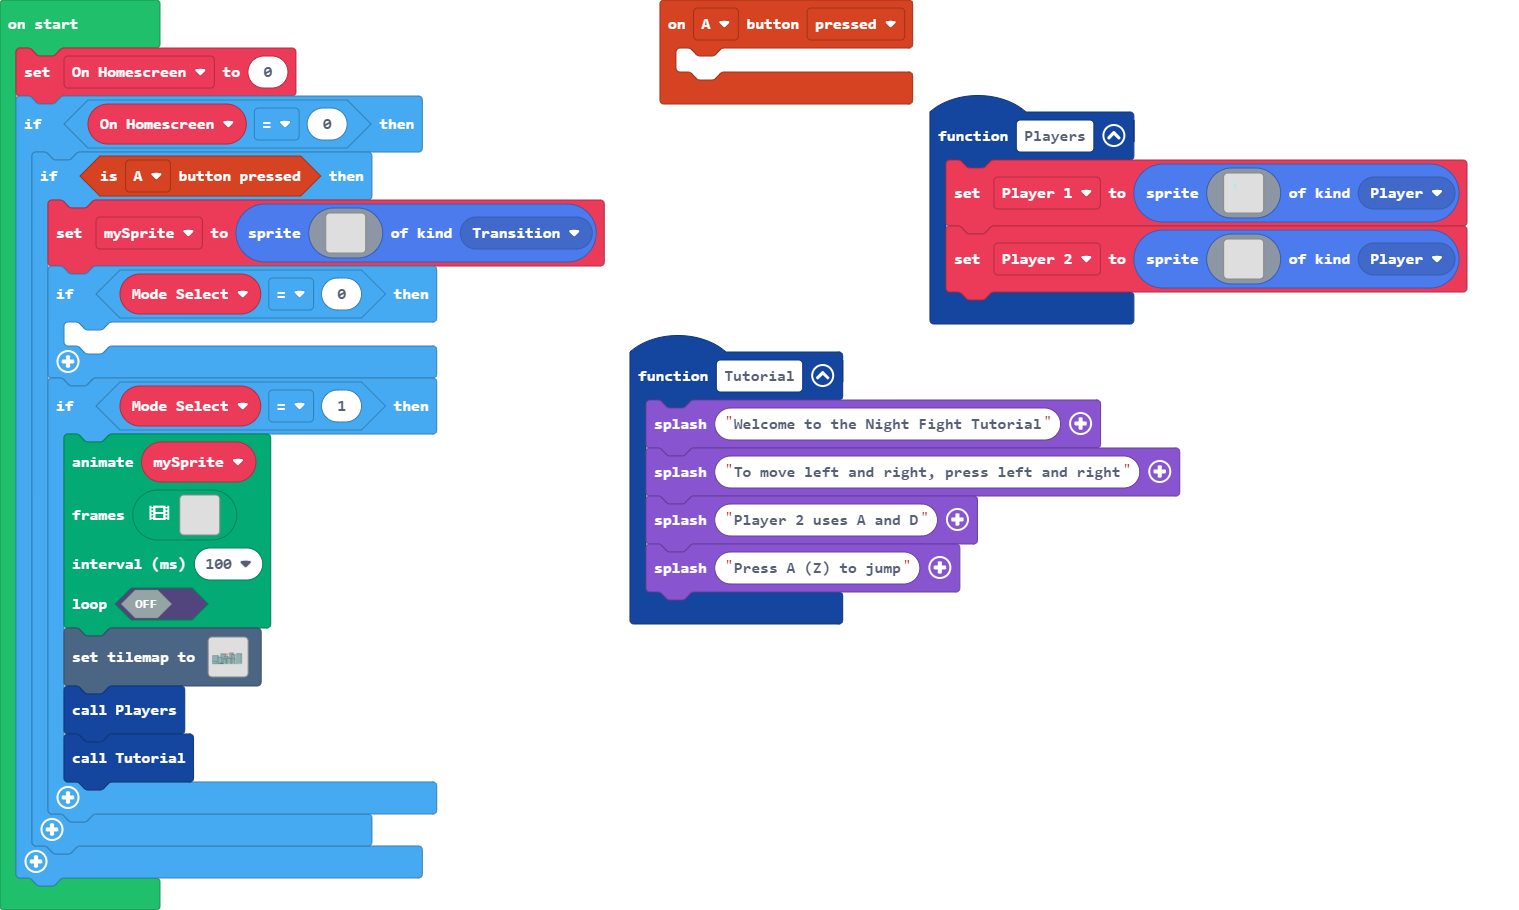 on start
set On Homescreen to 0
if On Homescreen = 0 then
if is A button pressed then
set mySprite to sprite of kind Transition
if Mode Select = 0 then
if Mode Select = 1 then
animate mySprite
frames
interval (ms) 100
loop OFF
set tilemap to
call Players
call Tutorial
on A button pressed
function Players
set Player 1 to sprite of kind Player
set Player 2 to sprite of kind Player
function Tutorial
splash "Welcome to the Night Fight Tutorial"
splash "To move left and right, press left and right"
splash "Player 2 uses A and D"
splash "Press A (Z) to jump"